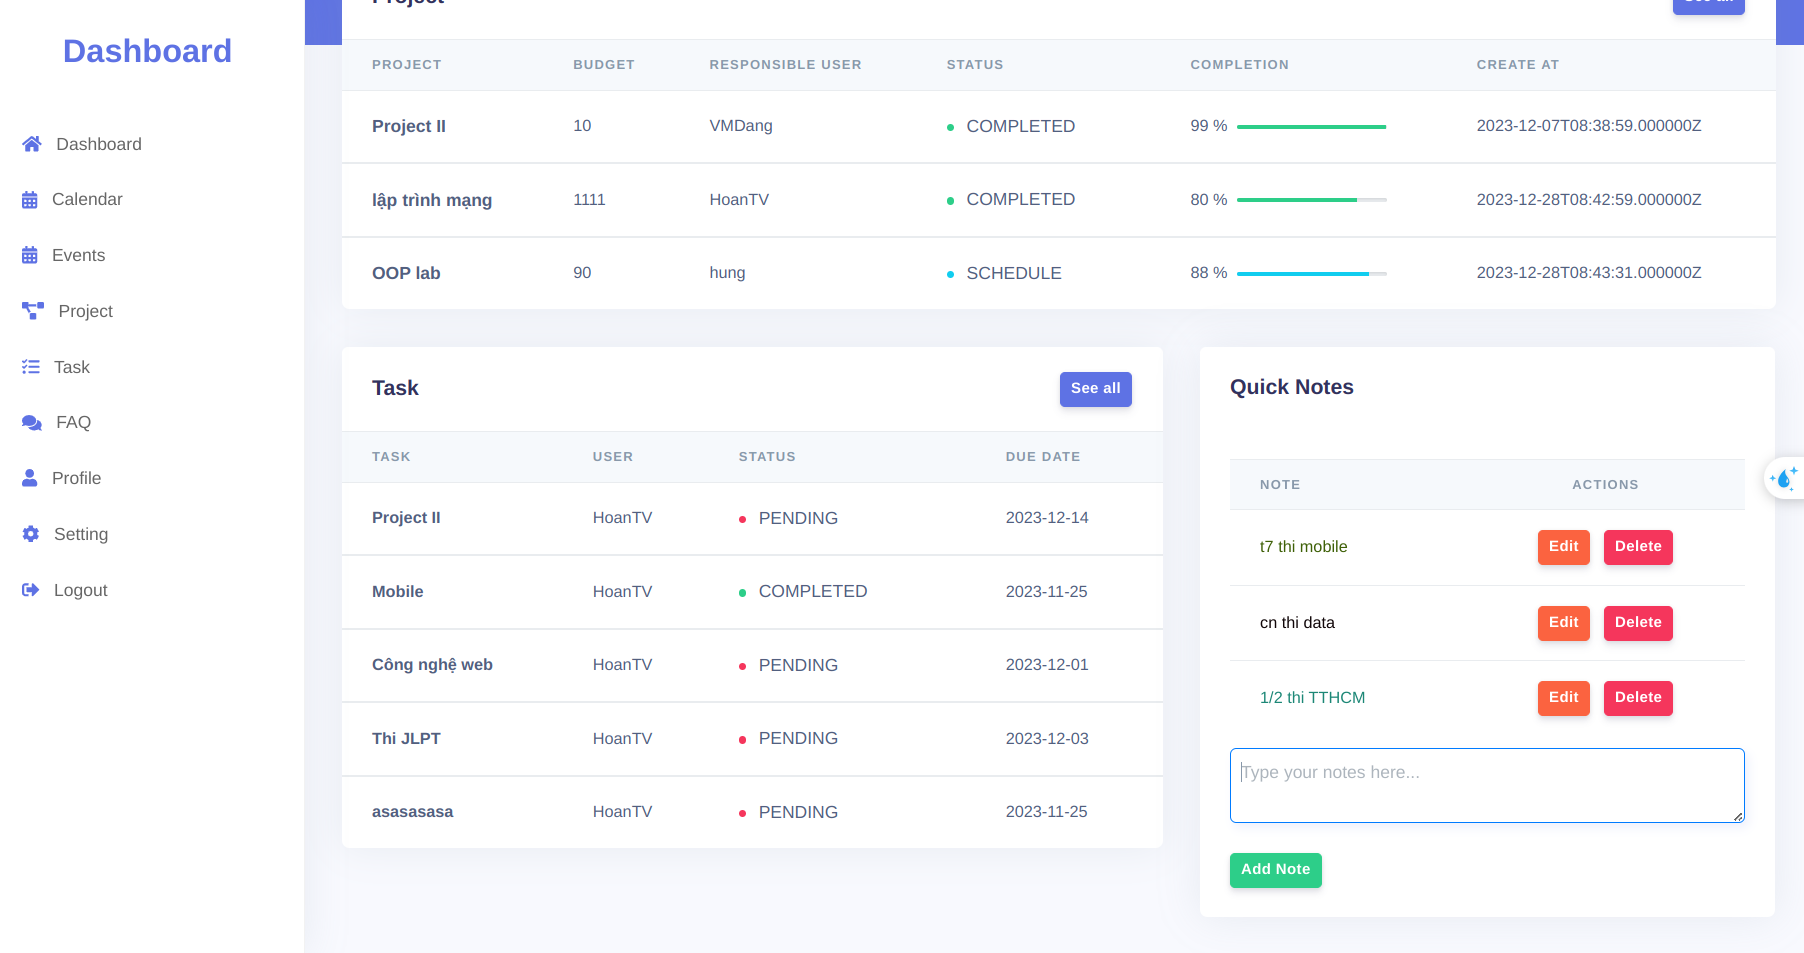 Dashboard
Dashboard
Calendar
Events
Project
Task
FAQ
Profile
Setting
Logout
Project See all
PROJECT BUDGET RESPONSIBLE USER STATUS COMPLETION CREATE AT
Project II 10 VMDang COMPLETED 99 % 2023-12-07T08:38:59.000000Z
lập trình mạng 1111 HoanTV COMPLETED 80 % 2023-12-28T08:42:59.000000Z
OOP lab 90 hung SCHEDULE 88 % 2023-12-28T08:43:31.000000Z
Task See all
TASK USER STATUS DUE DATE
Project II HoanTV PENDING 2023-12-14
Mobile HoanTV COMPLETED 2023-11-25
Công nghệ web HoanTV PENDING 2023-12-01
Thi JLPT HoanTV PENDING 2023-12-03
asasasasa HoanTV PENDING 2023-11-25
Quick Notes
NOTE ACTIONS
t7 thi mobile Edit Delete
cn thi data Edit Delete
1/2 thi TTHCM Edit Delete
Type your notes here...
Add Note